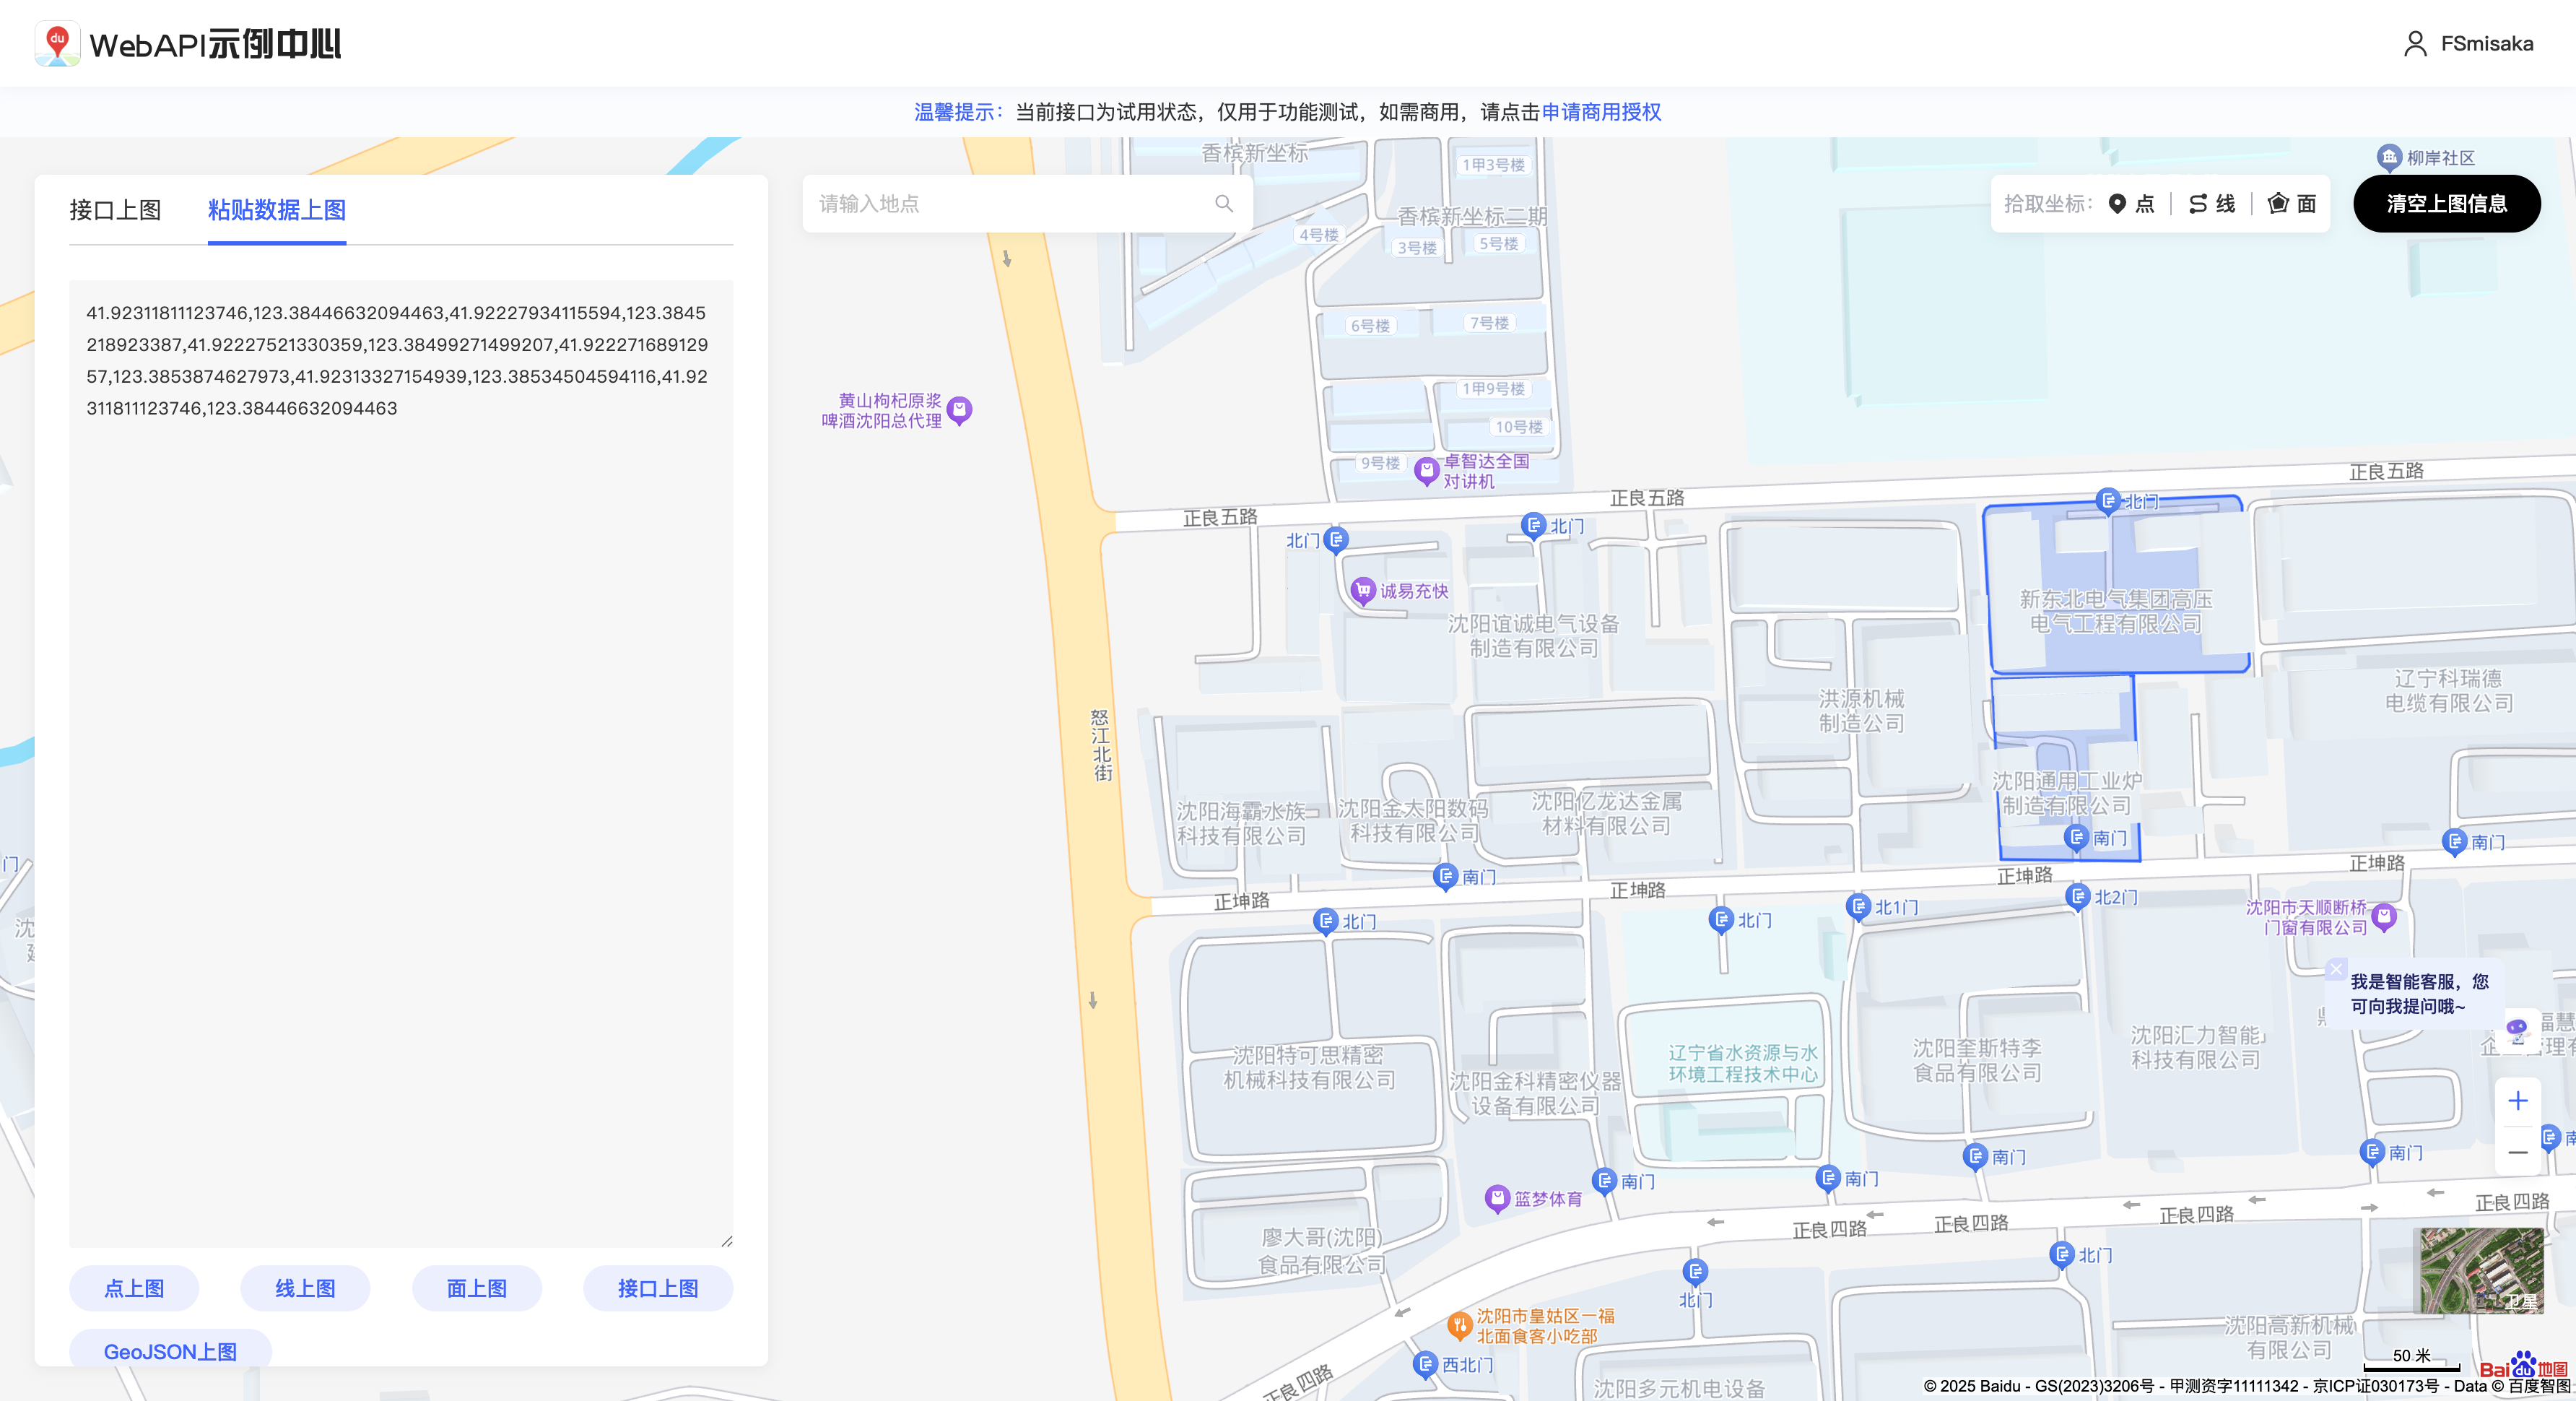 du WebAPI示例中心
FSmisaka
温馨提示：当前接口为试用状态，仅用于功能测试，如需商用，请点击申请商用授权
接口上图
粘贴数据上图
41.92311811123746,123.38446632094463,41.92227934115594,123.3845
218923387,41.92227521330359,123.38499271499207,41.922271689129
57,123.3853874627973,41.92313327154939,123.38534504594116,41.92
311811123746,123.38446632094463
点上图
线上图
面上图
接口上图
GeoJSON上图
请输入地点
拾取坐标：
点
线
面
清空上图信息
柳岸社区
香槟新坐标
1甲3号楼
香槟新坐标二期
4号楼
3号楼
5号楼
6号楼
7号楼
1甲9号楼
10号楼
9号楼
黄山枸杞原浆
啤酒沈阳总代理
卓智达全国
对讲机
正良五路
正良五路
正良五路
北门
北门
北门
诚易充快
沈阳谊诚电气设备
制造有限公司
新东北电气集团高压
电气工程有限公司
洪源机械
制造公司
辽宁科瑞德
电缆有限公司
怒江北街
沈阳海霸水族
科技有限公司
沈阳金太阳数码
科技有限公司
沈阳亿龙达金属
材料有限公司
沈阳通用工业炉
制造有限公司
南门
南门
南门
门
正坤路
正坤路
正坤路
正坤路
北门
北门
北1门
北2门
沈阳市天顺断桥
门窗有限公司
我是智能客服，您
可向我提问哦~
沈阳特可思精密
机械科技有限公司
沈阳金科精密仪器
设备有限公司
辽宁省水资源与水
环境工程技术中心
沈阳奎斯特李
食品有限公司
沈阳汇力智能
科技有限公司
南门
南门
南门
南门
篮梦体育
正良四路
正良四路
正良四路
正良四路
正良四路
廖大哥(沈阳)
食品有限公司
北门
北门
沈阳市皇姑区一福
北面食客小吃部
西北门
沈阳多元机电设备
沈阳高新机械
有限公司
卫星
50 米
Bai du 地图
© 2025 Baidu - GS(2023)3206号 - 甲测资字11111342 - 京ICP证030173号 - Data © 百度智图